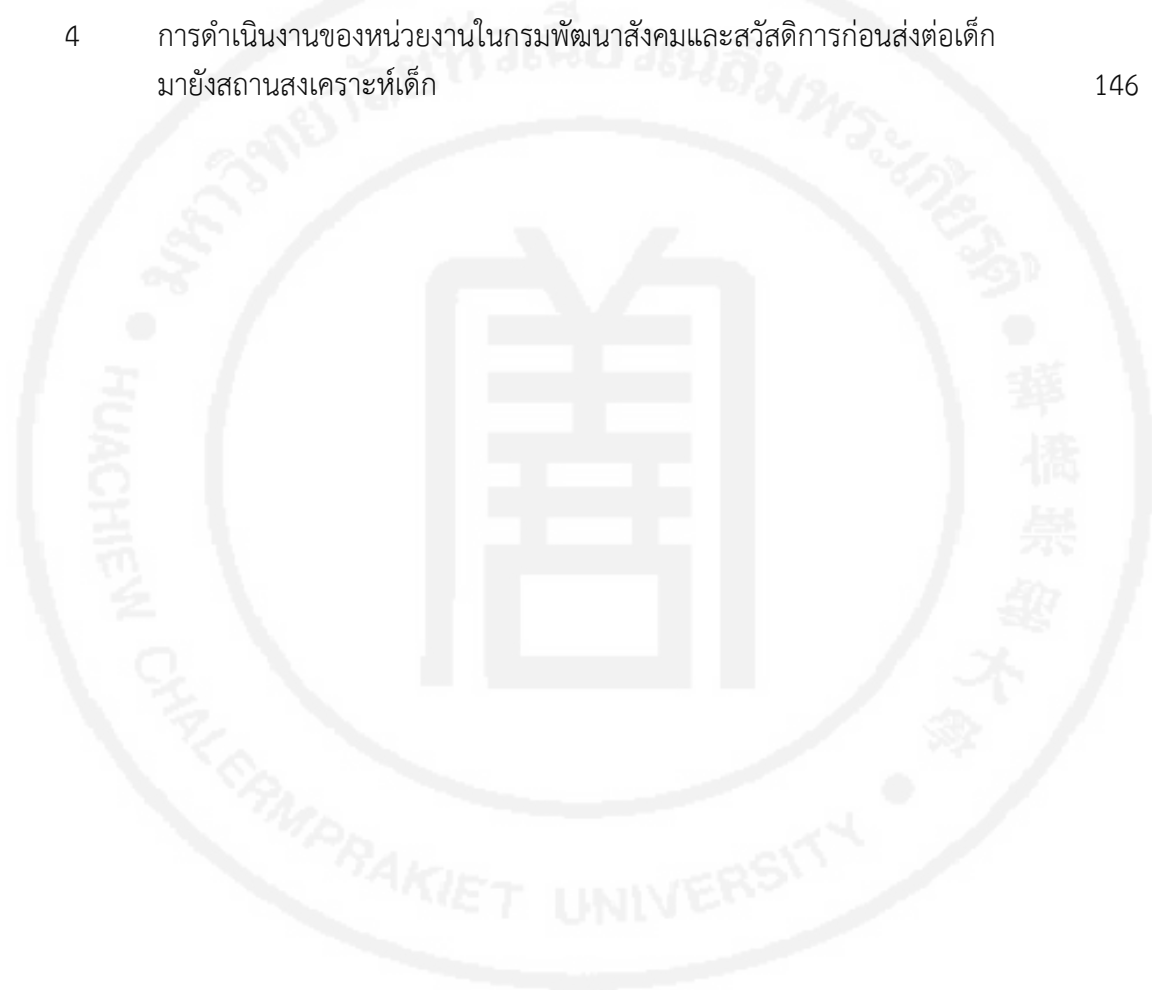 4 การดำเนินงานของหน่วยงานในกรมพัฒนาสังคมและสวัสดิการก่อนส่งต่อเด็ก
มายังสถานสงเคราะห์เด็ก 146
มหาวิทยาลัยหัวเฉียวเฉลิมพระเกียรติ
華僑崇聖大學
HUACHIEW CHALERMPRAKIET UNIVERSITY